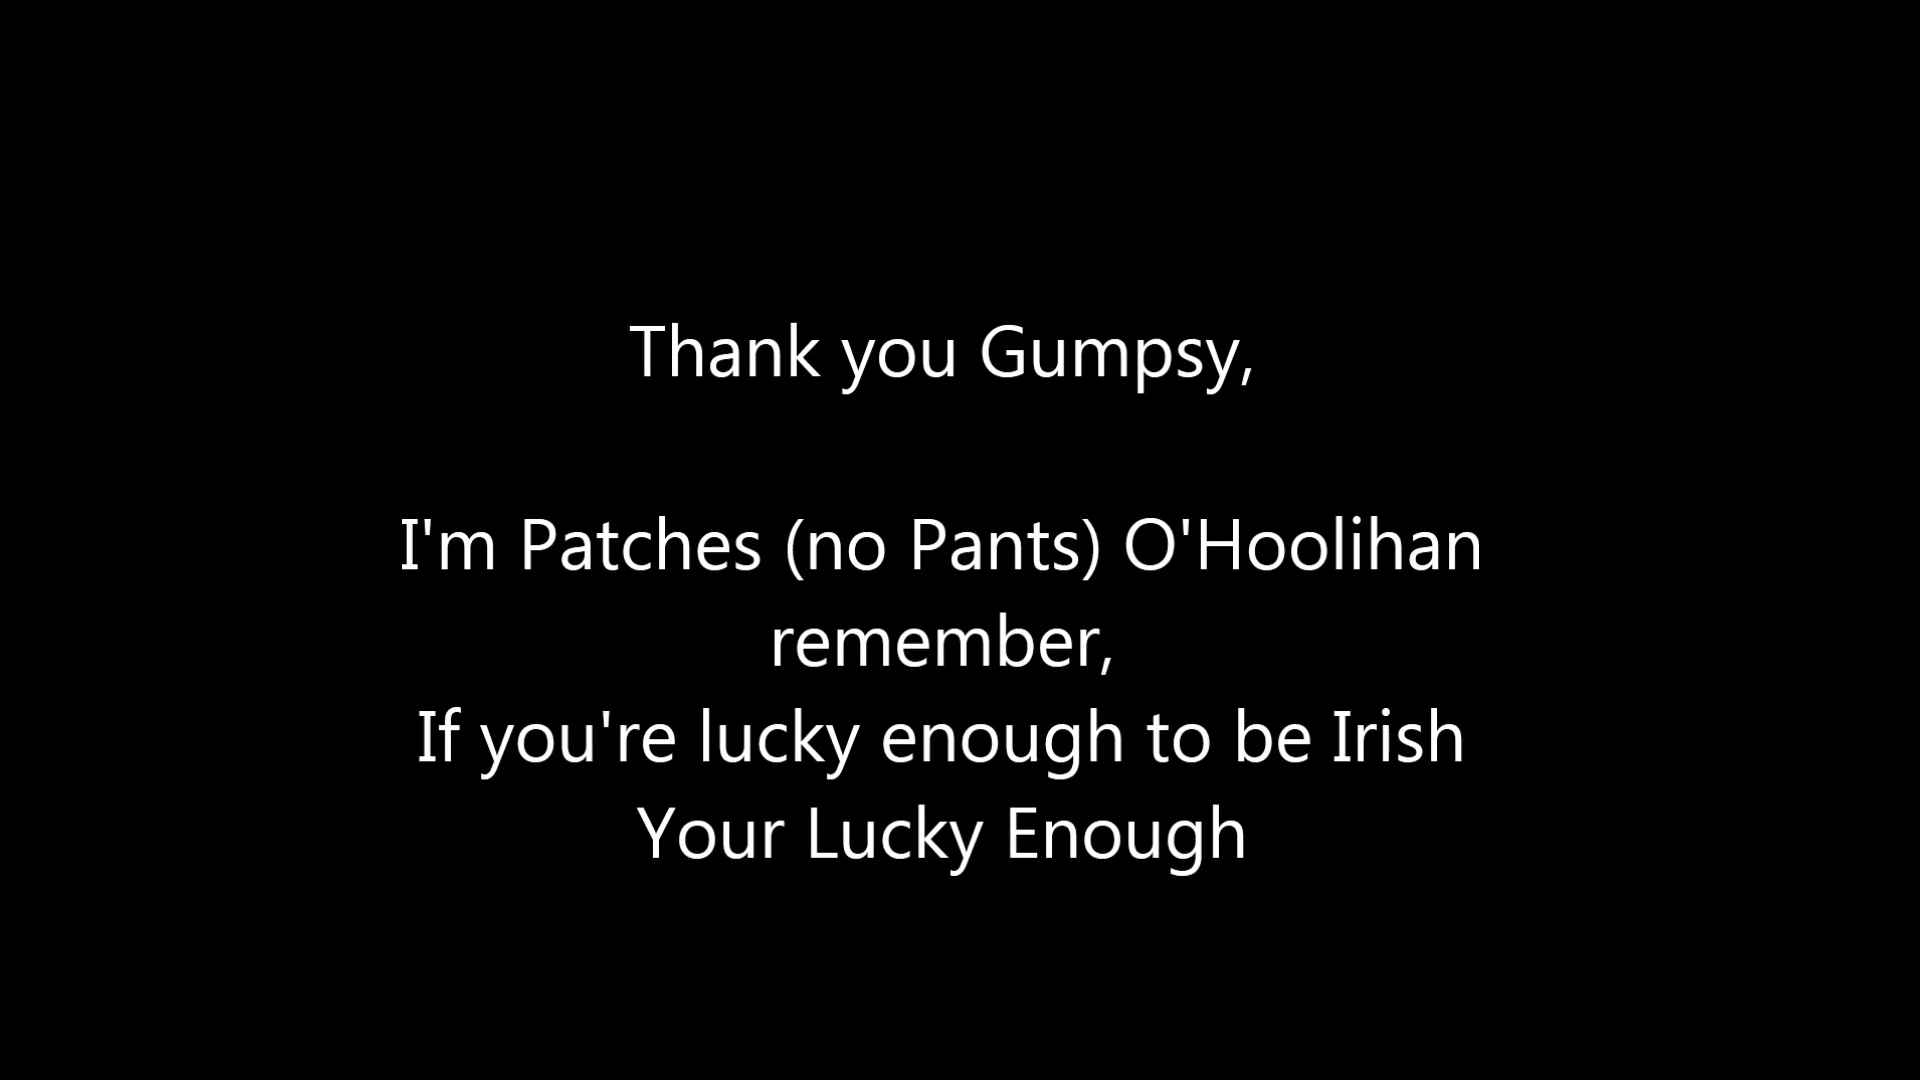 Thank you Gumpsy,
I'm Patches (no Pants) O'Hoolihan
remember,
If you're lucky enough to be Irish
Your Lucky Enough